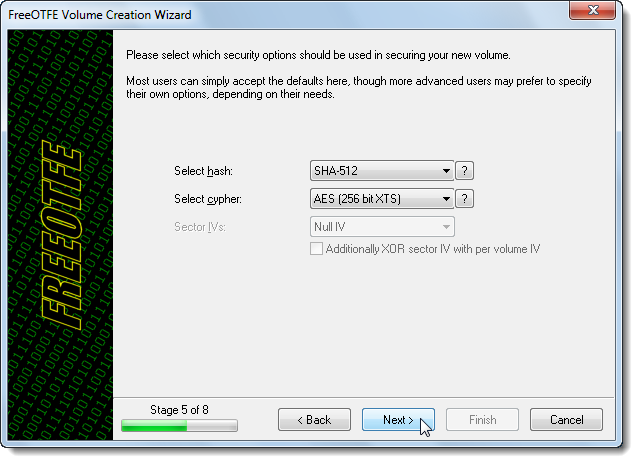 FreeOTFE Volume Creation Wizard
Please select which security options should be used in securing your new volume.
Most users can simply accept the defaults here, though more advanced users may prefer to specify
their own options, depending on their needs.
FREEOTFE
Select hash: SHA-512 ?
Select cypher: AES (256 bit XTS) ?
Sector IVs: Null IV
Additionally XOR sector IV with per volume IV
Stage 5 of 8
< Back Next > Finish Cancel